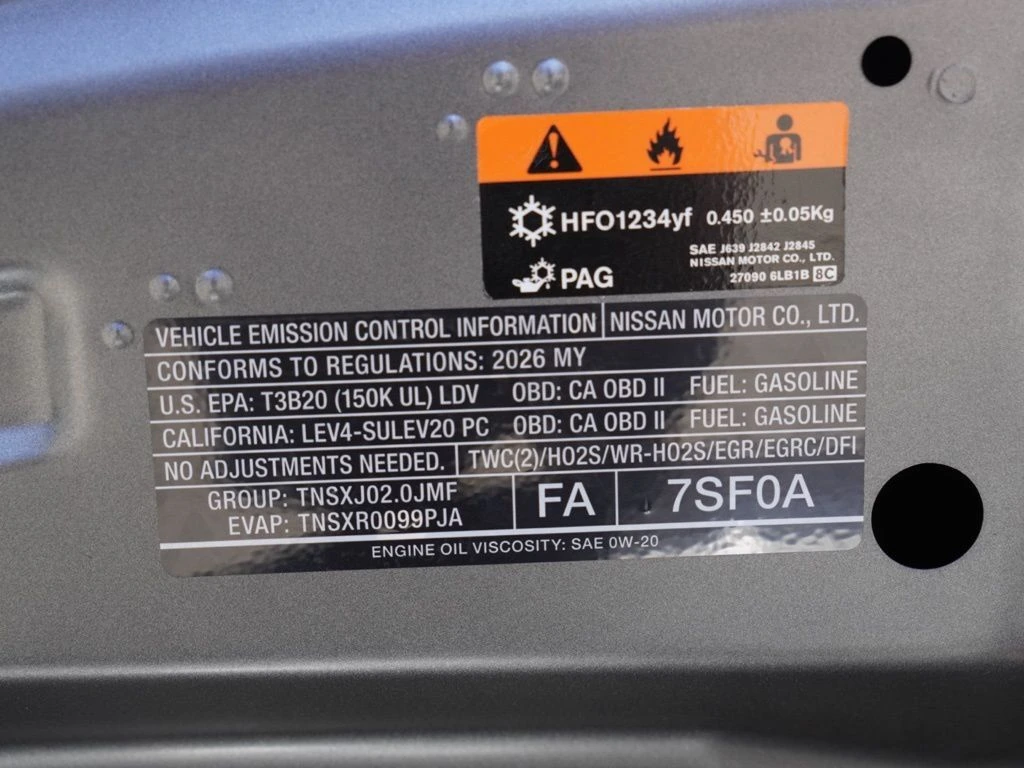 HFO1234yf 0.450 ±0.05Kg
SAE J639 J2842 J2845
NISSAN MOTOR CO., LTD.
PAG 27090 6LB1B 8C
VEHICLE EMISSION CONTROL INFORMATION NISSAN MOTOR CO., LTD.
CONFORMS TO REGULATIONS: 2026 MY
U.S. EPA: T3B20 (150K UL) LDV OBD: CA OBD II FUEL: GASOLINE
CALIFORNIA: LEV4-SULEV20 PC OBD: CA OBD II FUEL: GASOLINE
NO ADJUSTMENTS NEEDED. TWC(2)/HO2S/WR-HO2S/EGR/EGRC/DFI
GROUP: TNSXJ02.0JMF FA 7SF0A
EVAP: TNSXR0099PJA
ENGINE OIL VISCOSITY: SAE 0W-20